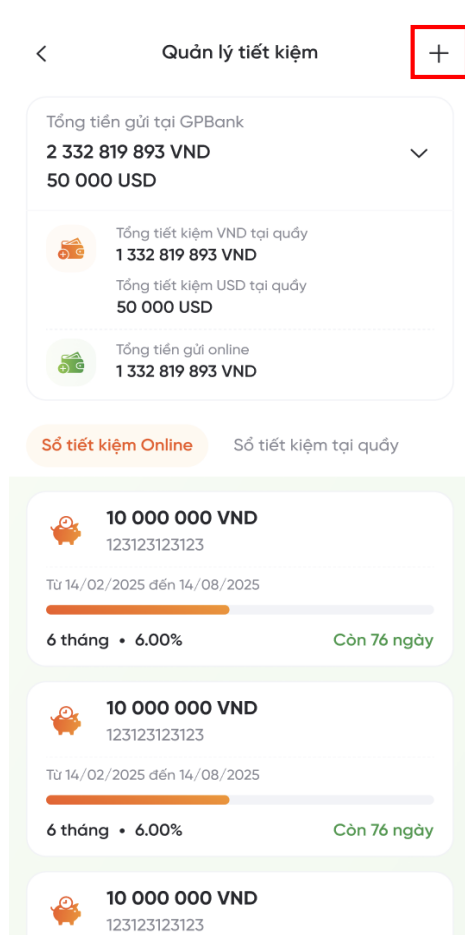 Quản lý tiết kiệm
Tổng tiền gửi tại GPBank
2 332 819 893 VND
50 000 USD
Tổng tiết kiệm VND tại quầy
1 332 819 893 VND
Tổng tiết kiệm USD tại quầy
50 000 USD
Tổng tiền gửi online
1 332 819 893 VND
Sổ tiết kiệm Online
Sổ tiết kiệm tại quầy
10 000 000 VND
123123123123
Từ 14/02/2025 đến 14/08/2025
6 tháng • 6.00%
Còn 76 ngày
10 000 000 VND
123123123123
Từ 14/02/2025 đến 14/08/2025
6 tháng • 6.00%
Còn 76 ngày
10 000 000 VND
123123123123